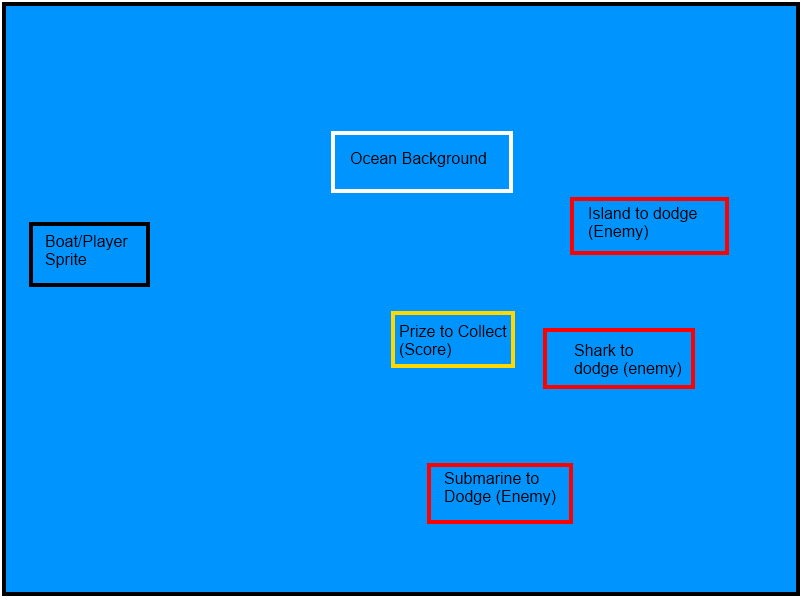 Ocean Background
Island to dodge
(Enemy)
Boat/Player
Sprite
Prize to Collect
(Score)
Shark to
dodge (enemy)
Submarine to
Dodge (Enemy)